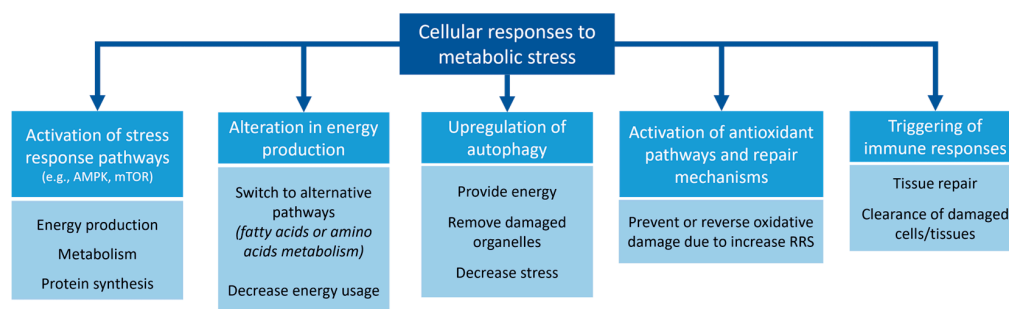 Cellular responses to
metabolic stress
Activation of stress
response pathways
(e.g., AMPK, mTOR)
Energy production
Metabolism
Protein synthesis
Alteration in energy
production
Switch to alternative
pathways
(fatty acids or amino
acids metabolism)
Decrease energy usage
Upregulation of
autophagy
Provide energy
Remove damaged
organelles
Decrease stress
Activation of antioxidant
pathways and repair
mechanisms
Prevent or reverse oxidative
damage due to increase RRS
Triggering of
immune responses
Tissue repair
Clearance of damaged
cells/tissues